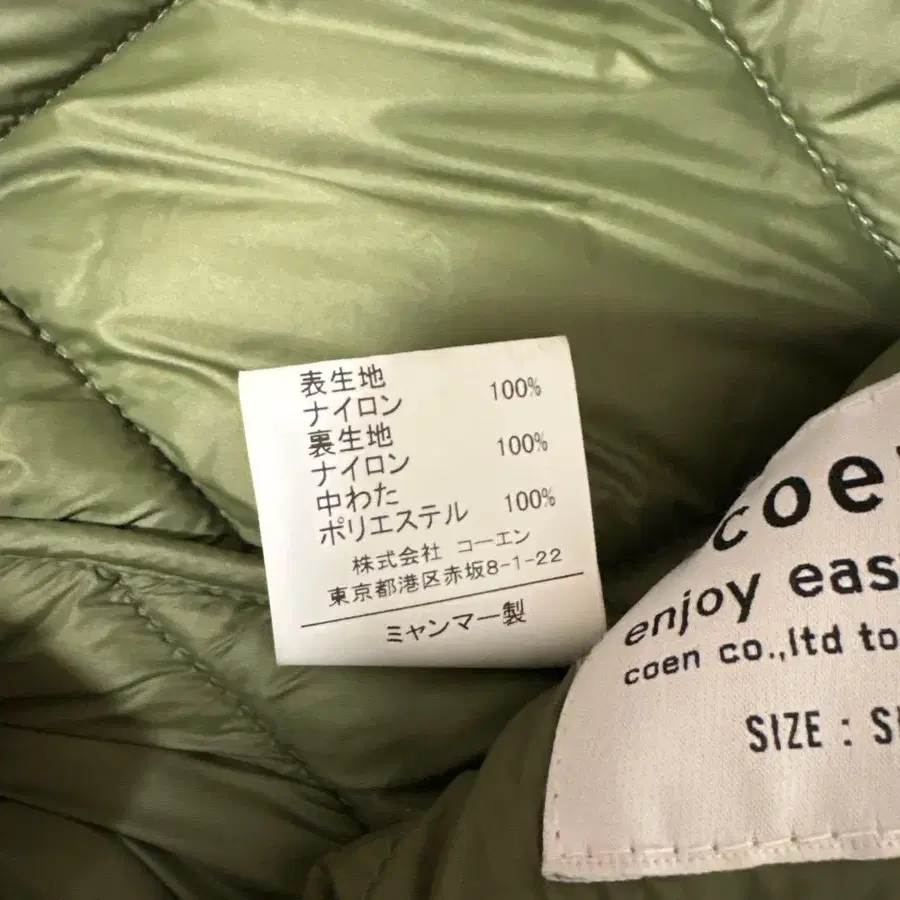 表生地
ナイロン 100%
裏生地
ナイロン 100%
中わた
ポリエステル 100%
株式会社 コーエン
東京都港区赤坂8-1-22
ミャンマー製
coe
enjoy eas
coen co.,ltd to
SIZE : S